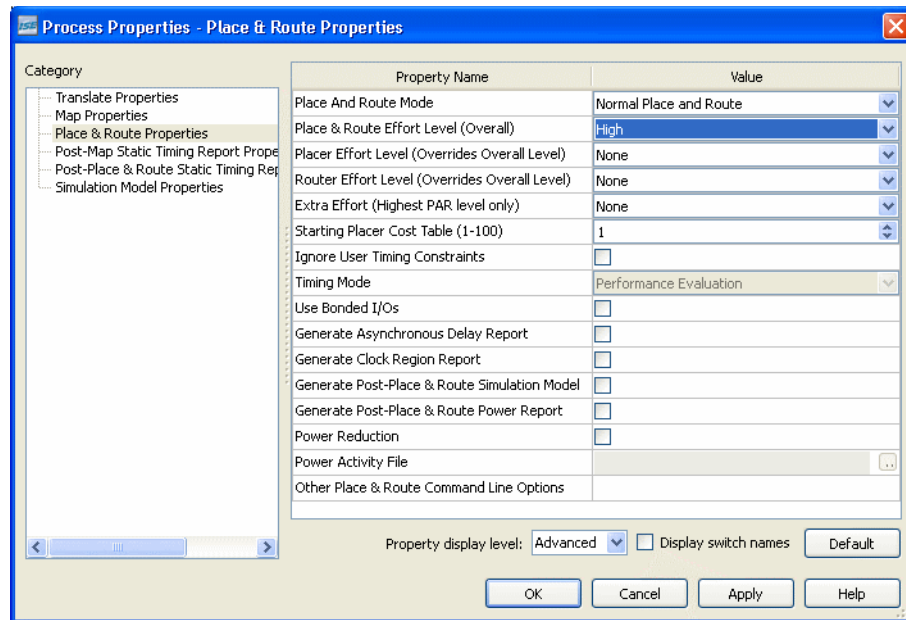 ISE Process Properties - Place & Route Properties
Category
Translate Properties
Map Properties
Place & Route Properties
Post-Map Static Timing Report Prope
Post-Place & Route Static Timing Rep
Simulation Model Properties
Property Name Value
Place And Route Mode Normal Place and Route
Place & Route Effort Level (Overall) High
Placer Effort Level (Overrides Overall Level) None
Router Effort Level (Overrides Overall Level) None
Extra Effort (Highest PAR level only) None
Starting Placer Cost Table (1-100) 1
Ignore User Timing Constraints
Timing Mode Performance Evaluation
Use Bonded I/Os
Generate Asynchronous Delay Report
Generate Clock Region Report
Generate Post-Place & Route Simulation Model
Generate Post-Place & Route Power Report
Power Reduction
Power Activity File ..
Other Place & Route Command Line Options
Property display level: Advanced Display switch names Default
OK Cancel Apply Help